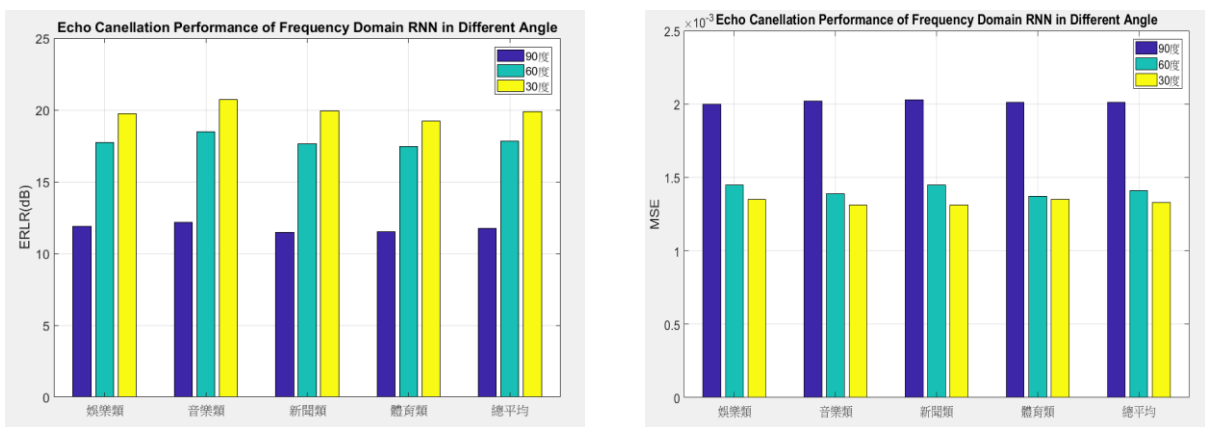 Echo Canellation Performance of Frequency Domain RNN in Different Angle
25
20
15
10
5
0
ERLR(dB)
90度
60度
30度
娛樂類 音樂類 新聞類 體育類 總平均
×10-3 Echo Canellation Performance of Frequency Domain RNN in Different Angle
2.5
2
1.5
1
0.5
0
MSE
90度
60度
30度
娛樂類 音樂類 新聞類 體育類 總平均